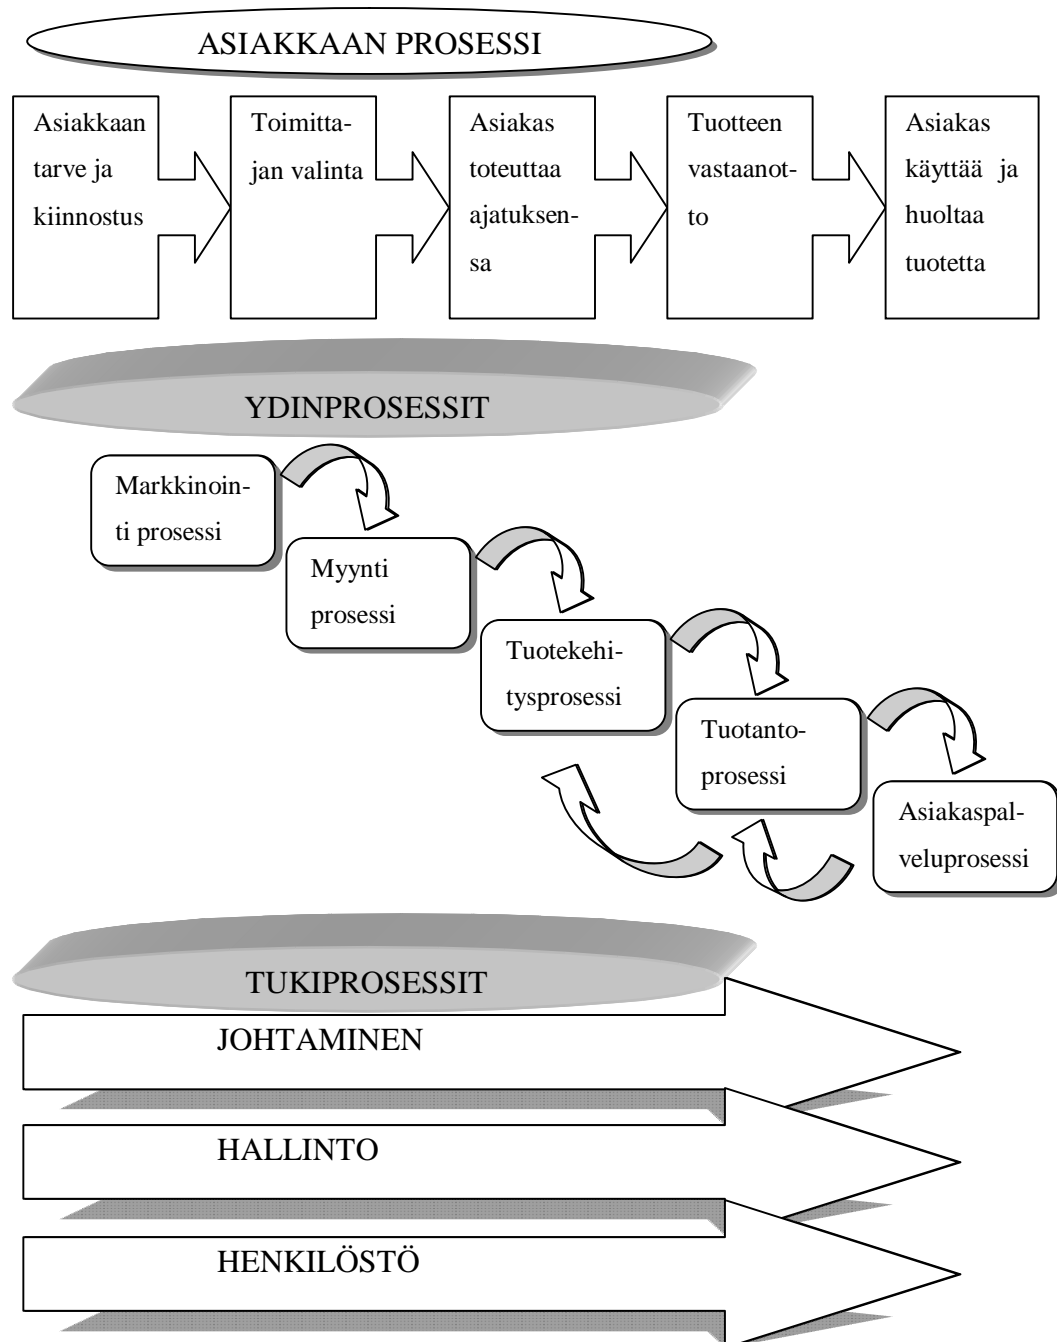 ASIAKKAAN PROSESSI
Asiakkaan
tarve ja
kiinnostus
Toimitta-
jan valinta
Asiakas
toteuttaa
ajatuksen-
sa
Tuotteen
vastaanot-
to
Asiakas
käyttää ja
huoltaa
tuotetta
YDINPROSESSIT
Markkinoin-
ti prosessi
Myynti
prosessi
Tuotekehi-
tysprosessi
Tuotanto-
prosessi
Asiakaspal-
veluprosessi
TUKIPROSESSIT
JOHTAMINEN
HALLINTO
HENKILÖSTÖ